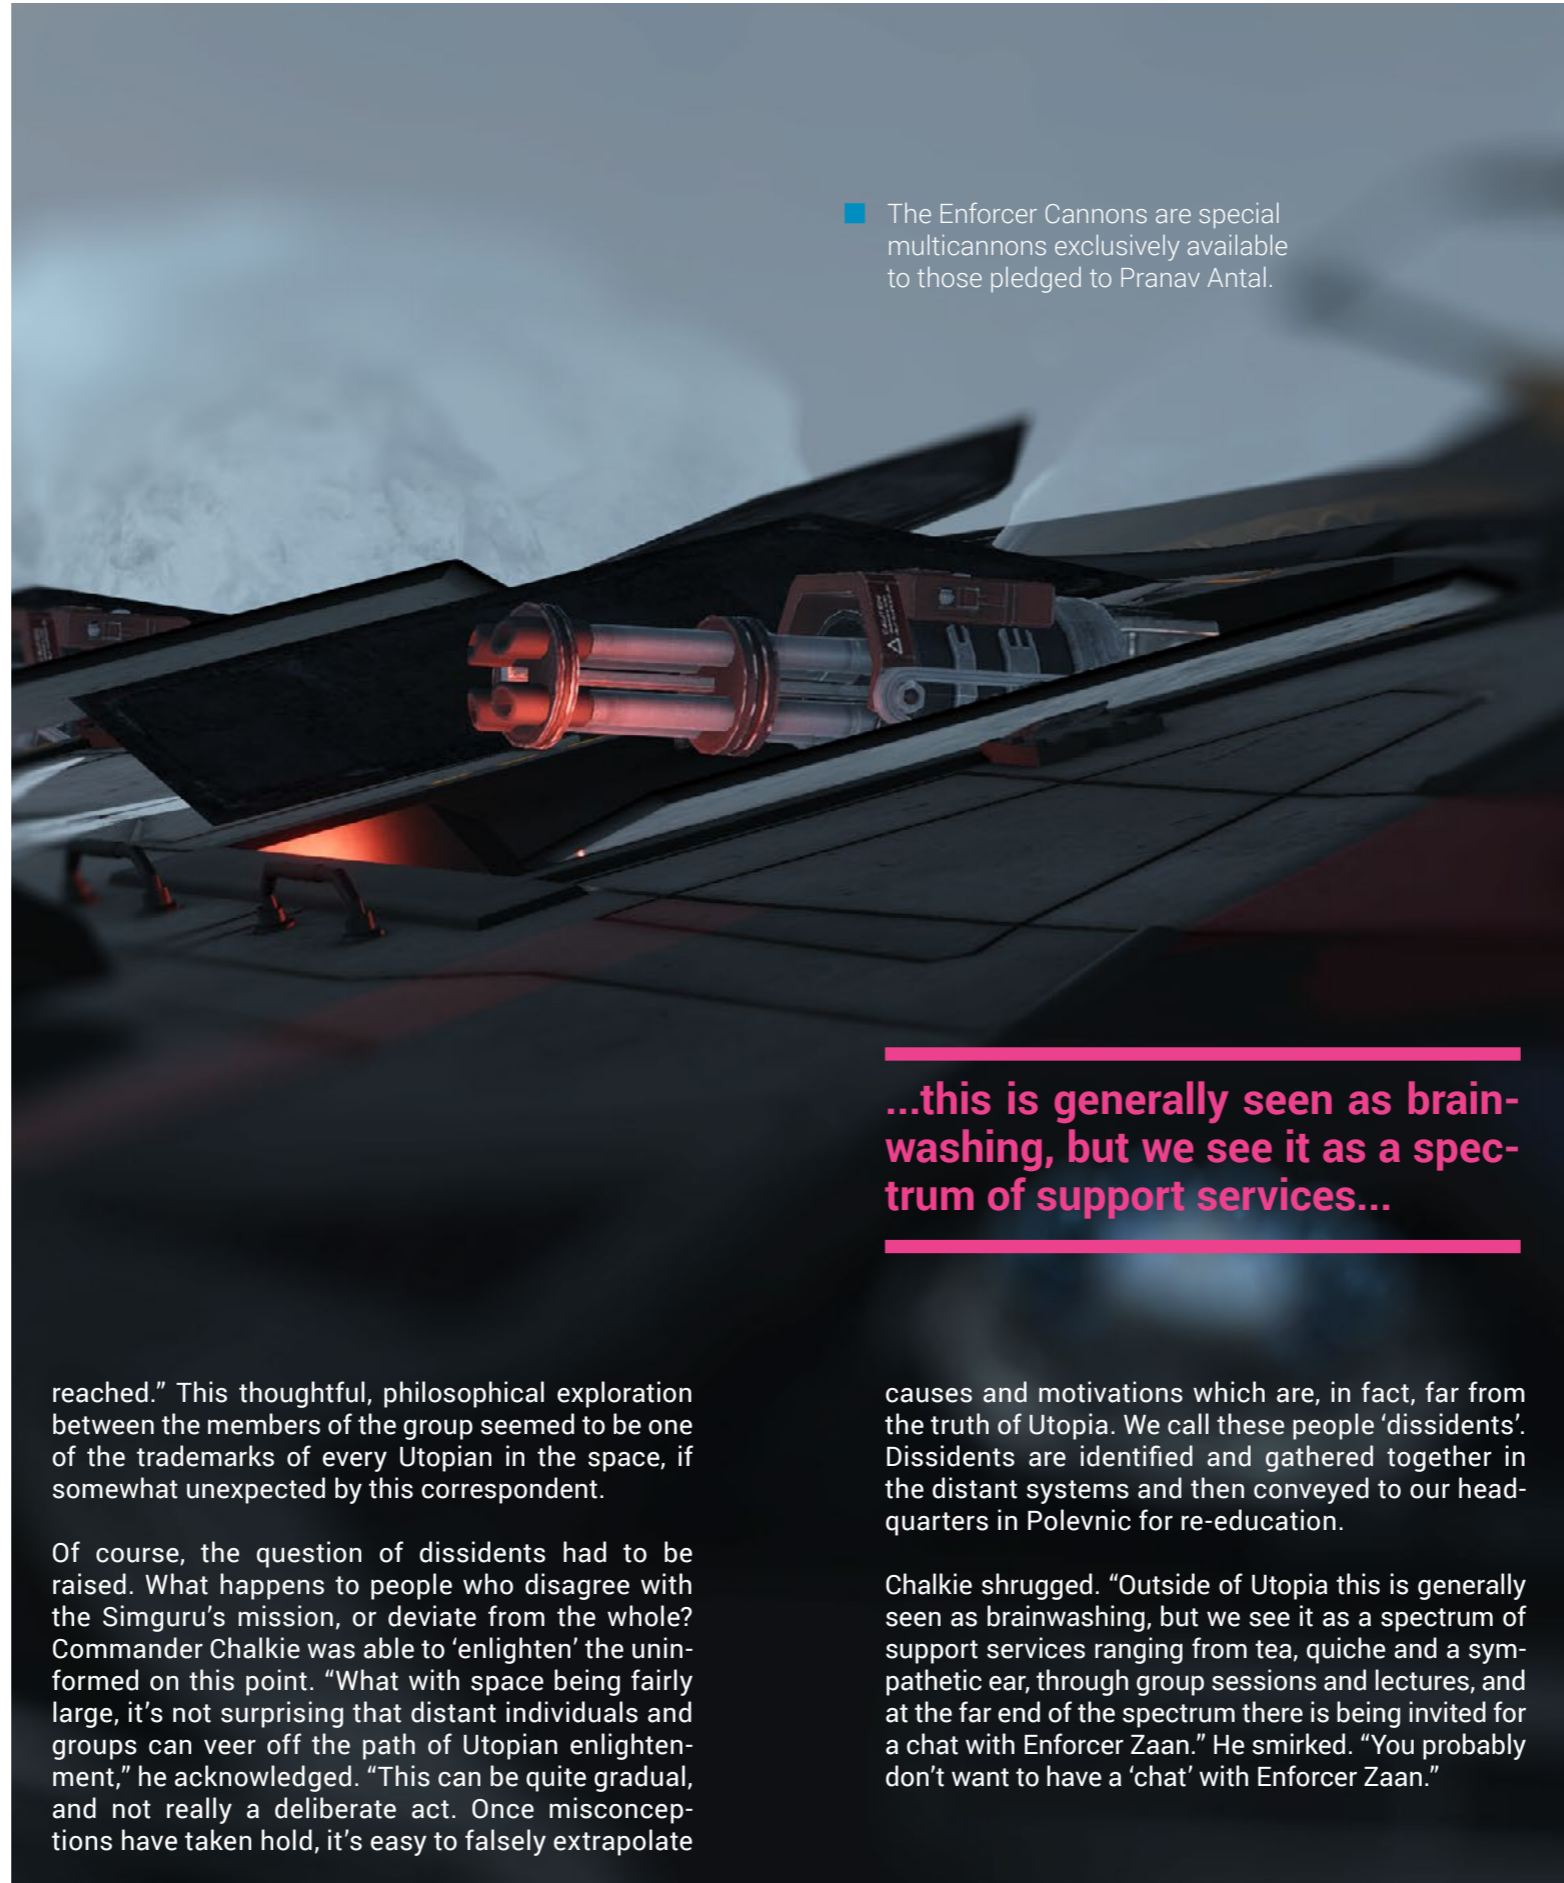 The Enforcer Cannons are special
multicannons exclusively available
to those pledged to Pranav Antal.
...this is generally seen as brain-
washing, but we see it as a spec-
trum of support services...
reached.” This thoughtful, philosophical exploration
between the members of the group seemed to be one
of the trademarks of every Utopian in the space, if
somewhat unexpected by this correspondent.
Of course, the question of dissidents had to be
raised. What happens to people who disagree with
the Simguru’s mission, or deviate from the whole?
Commander Chalkie was able to ‘enlighten’ the unin-
formed on this point. “What with space being fairly
large, it’s not surprising that distant individuals and
groups can veer off the path of Utopian enlighten-
ment,” he acknowledged. “This can be quite gradual,
and not really a deliberate act. Once misconcep-
tions have taken hold, it’s easy to falsely extrapolate
causes and motivations which are, in fact, far from
the truth of Utopia. We call these people ‘dissidents’.
Dissidents are identified and gathered together in
the distant systems and then conveyed to our head-
quarters in Polevnic for re-education.
Chalkie shrugged. “Outside of Utopia this is generally
seen as brainwashing, but we see it as a spectrum of
support services ranging from tea, quiche and a sym-
pathetic ear, through group sessions and lectures, and
at the far end of the spectrum there is being invited for
a chat with Enforcer Zaan.” He smirked. “You probably
don’t want to have a ‘chat’ with Enforcer Zaan.”